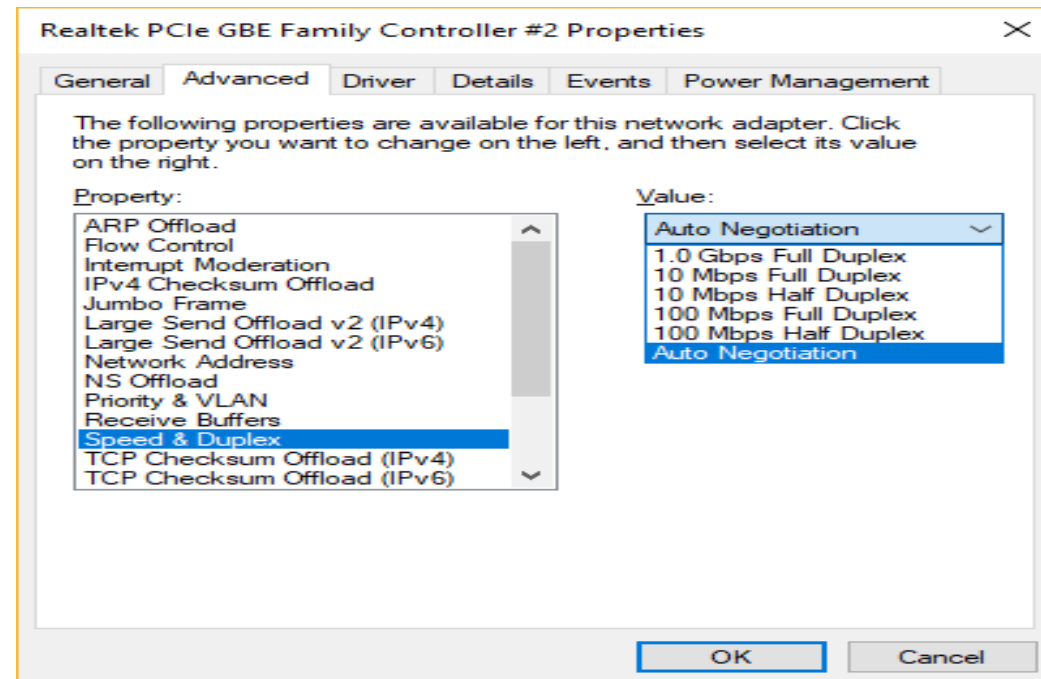 Realtek PCIe GBE Family Controller #2 Properties
General Advanced Driver Details Events Power Management
The following properties are available for this network adapter. Click
the property you want to change on the left, and then select its value
on the right.
Property:
ARP Offload
Flow Control
Interrupt Moderation
IPv4 Checksum Offload
Jumbo Frame
Large Send Offload v2 (IPv4)
Large Send Offload v2 (IPv6)
Network Address
NS Offload
Priority & VLAN
Receive Buffers
Speed & Duplex
TCP Checksum Offload (IPv4)
TCP Checksum Offload (IPv6)
Value:
Auto Negotiation
1.0 Gbps Full Duplex
10 Mbps Full Duplex
10 Mbps Half Duplex
100 Mbps Full Duplex
100 Mbps Half Duplex
Auto Negotiation
OK Cancel